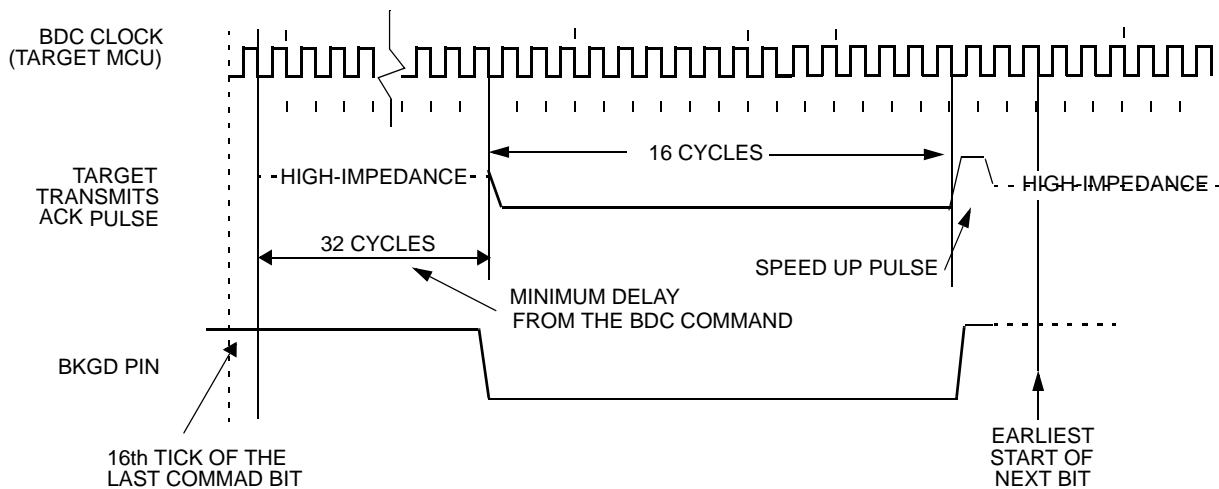 BDC CLOCK
(TARGET MCU)
16 CYCLES
TARGET
TRANSMITS
ACK PULSE
HIGH-IMPEDANCE
HIGH-IMPEDANCE
32 CYCLES
SPEED UP PULSE
MINIMUM DELAY
FROM THE BDC COMMAND
BKGD PIN
16th TICK OF THE
LAST COMMAD BIT
EARLIEST
START OF
NEXT BIT